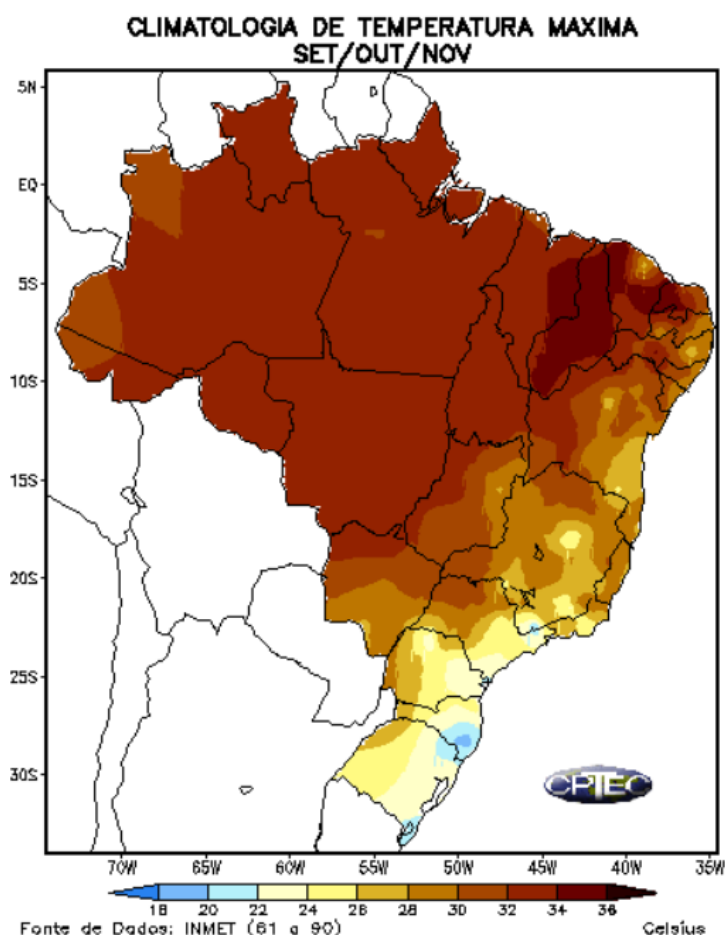 CLIMATOLOGIA DE TEMPERATURA MAXIMA
SET/OUT/NOV
5N
EQ
5S
10S
15S
20S
25S
30S
CPTEC
70W 65W 60W 55W 50W 45W 40W 35W
18 20 22 24 26 28 30 32 34 36
Fonte de Dados: INMET (61 a 90) Celsius